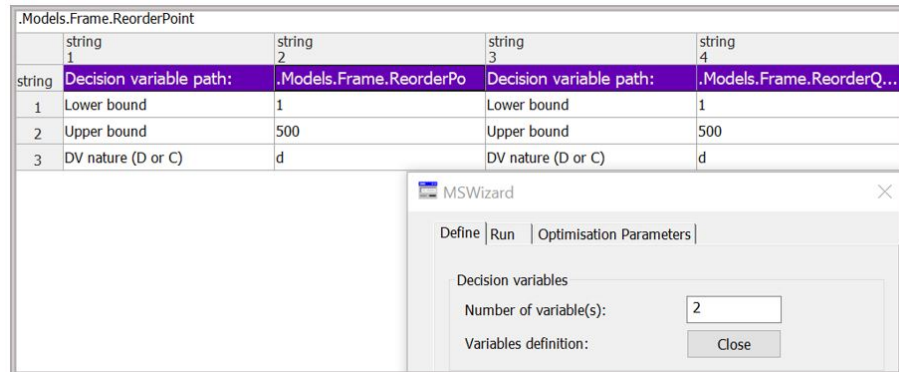 .Models.Frame.ReorderPoint
string string string string
1 2 3 4
string Decision variable path: .Models.Frame.ReorderPo Decision variable path: .Models.Frame.ReorderQ...
1 Lower bound 1 Lower bound 1
2 Upper bound 500 Upper bound 500
3 DV nature (D or C) d DV nature (D or C) d
MSWizard
Define Run Optimisation Parameters
Decision variables
Number of variable(s): 2
Variables definition: Close